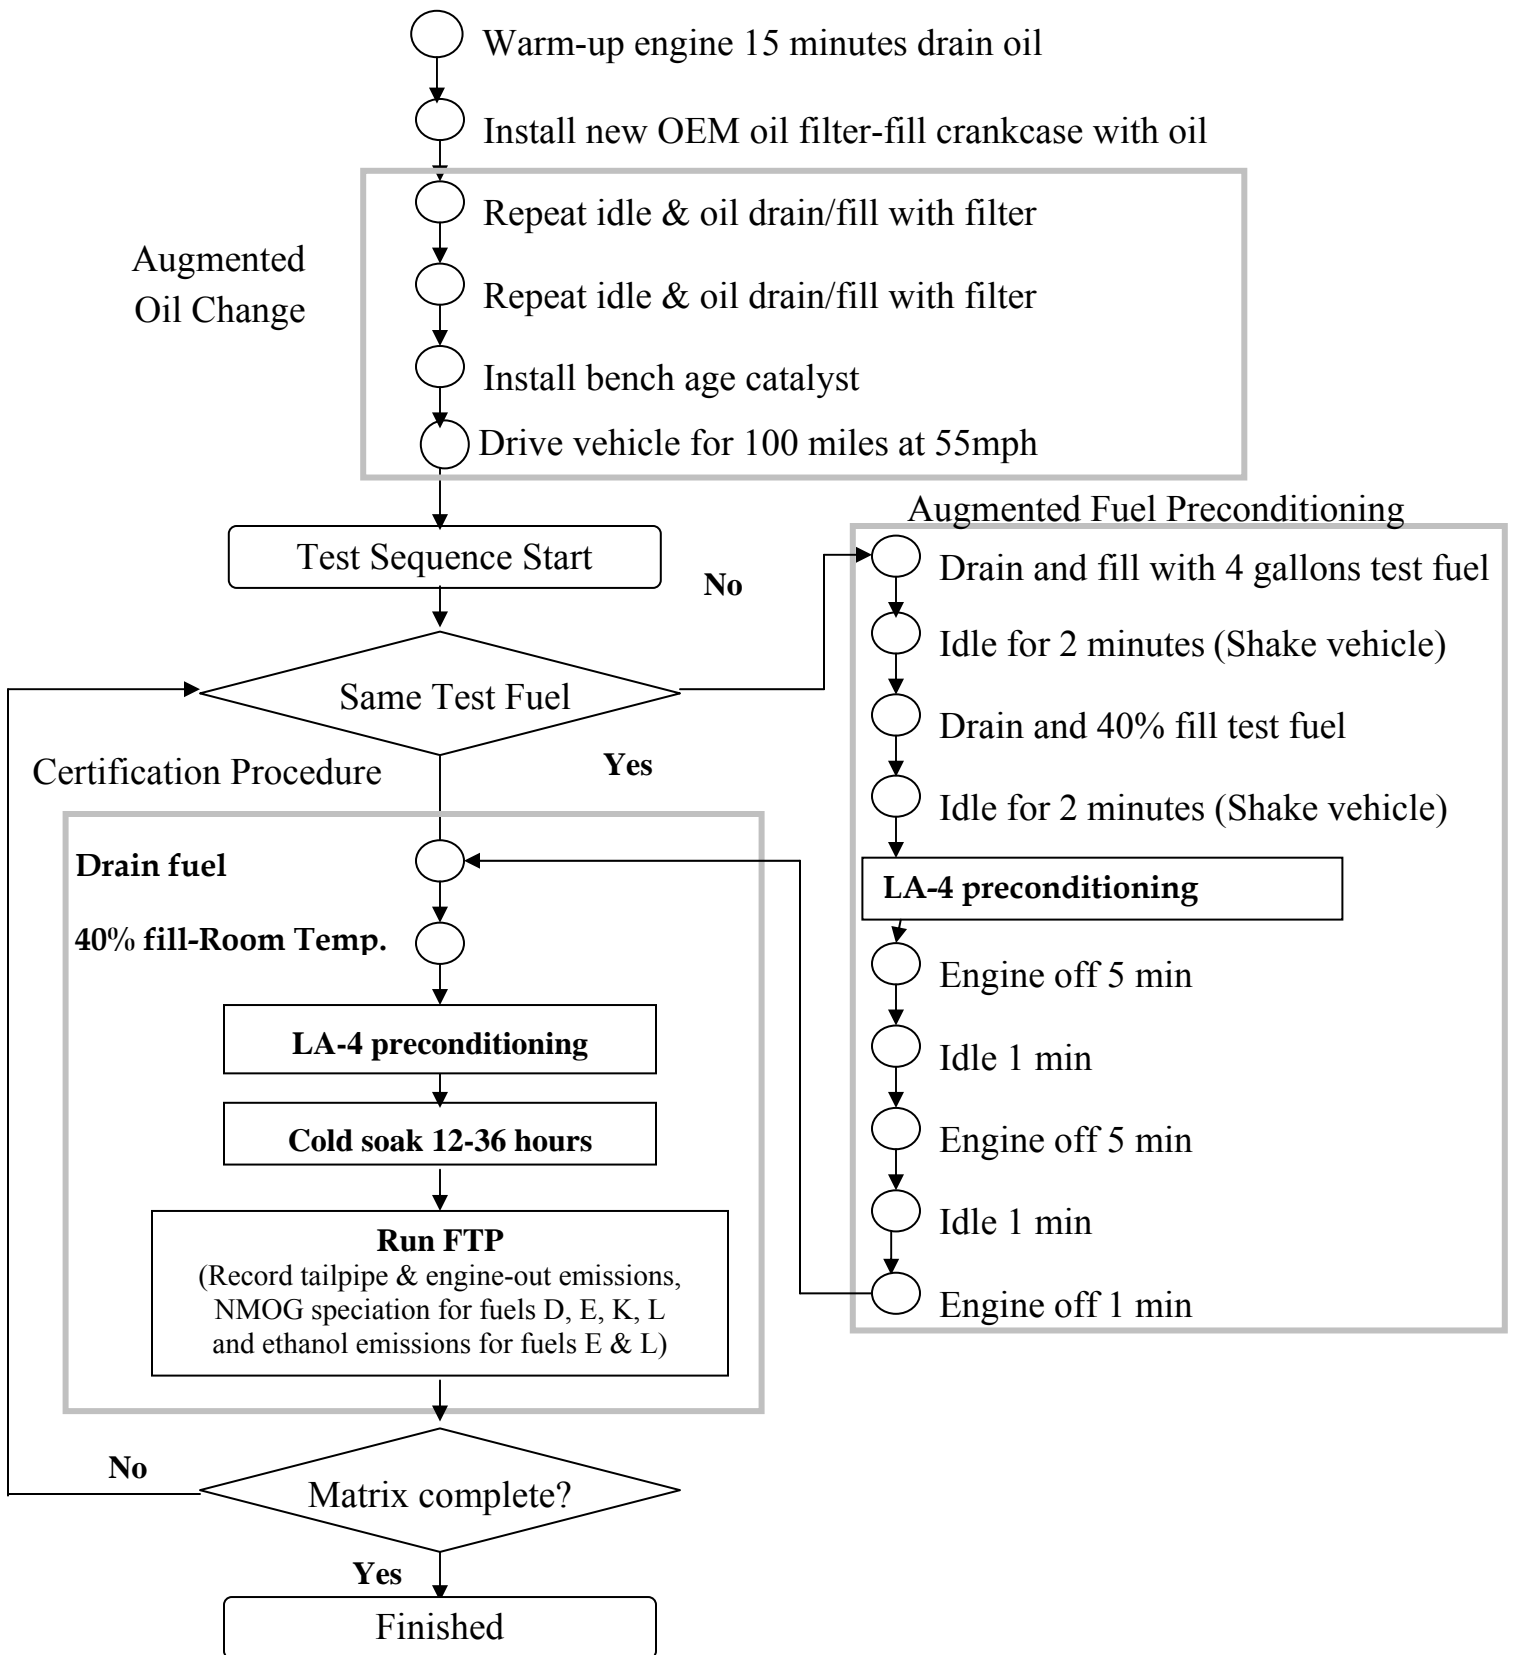 Warm-up engine 15 minutes drain oil
Install new OEM oil filter-fill crankcase with oil
Augmented
Oil Change
Repeat idle & oil drain/fill with filter
Repeat idle & oil drain/fill with filter
Install bench age catalyst
Drive vehicle for 100 miles at 55mph
Test Sequence Start
Same Test Fuel
No
Yes
Augmented Fuel Preconditioning
Drain and fill with 4 gallons test fuel
Idle for 2 minutes (Shake vehicle)
Drain and 40% fill test fuel
Idle for 2 minutes (Shake vehicle)
LA-4 preconditioning
Engine off 5 min
Idle 1 min
Engine off 5 min
Idle 1 min
Engine off 1 min
Certification Procedure
Drain fuel
40% fill-Room Temp.
LA-4 preconditioning
Cold soak 12-36 hours
Run FTP
(Record tailpipe & engine-out emissions,
NMOG speciation for fuels D, E, K, L
and ethanol emissions for fuels E & L)
No
Matrix complete?
Yes
Finished